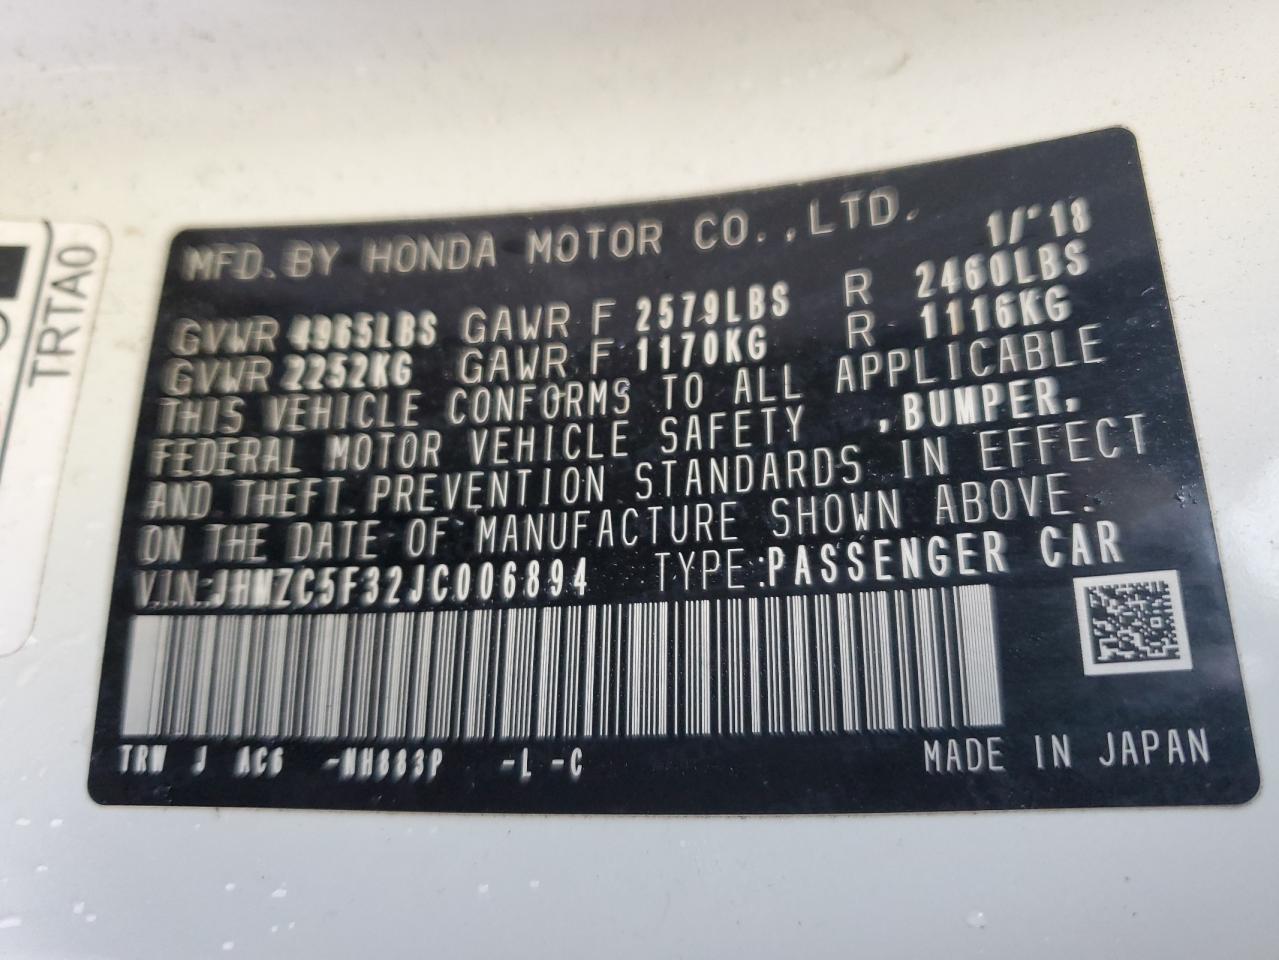 MFD. BY HONDA MOTOR CO.,LTD. 1/'18
GVWR 4965LBS GAWR F 2579LBS R 2460LBS
GVWR 2252KG GAWR F 1170KG R 1116KG
THIS VEHICLE CONFORMS TO ALL APPLICABLE
FEDERAL MOTOR VEHICLE SAFETY ,BUMPER,
AND THEFT PREVENTION STANDARDS IN EFFECT
ON THE DATE OF MANUFACTURE SHOWN ABOVE.
V.I.N.:JHMZC5F32JC006894 TYPE:PASSENGER CAR
TRW J AC6 -NH883P -L -C
MADE IN JAPAN
TRTA0